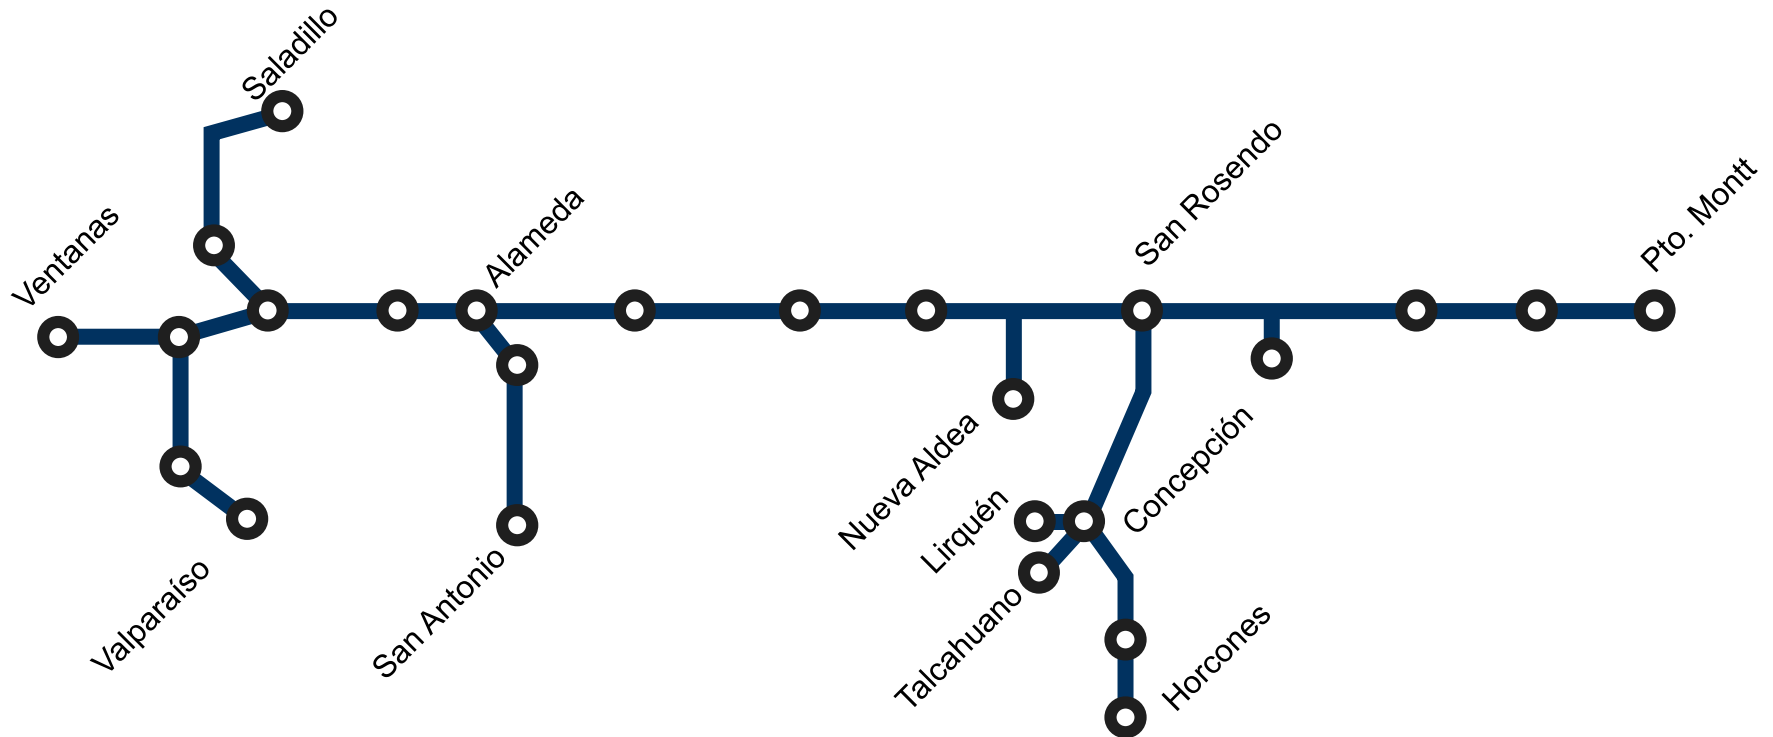 Saladillo
Ventanas
Alameda
San Rosendo
Pto. Montt
Nueva Aldea
Lirquén
Concepción
Valparaíso
San Antonio
Talcahuano
Horcones